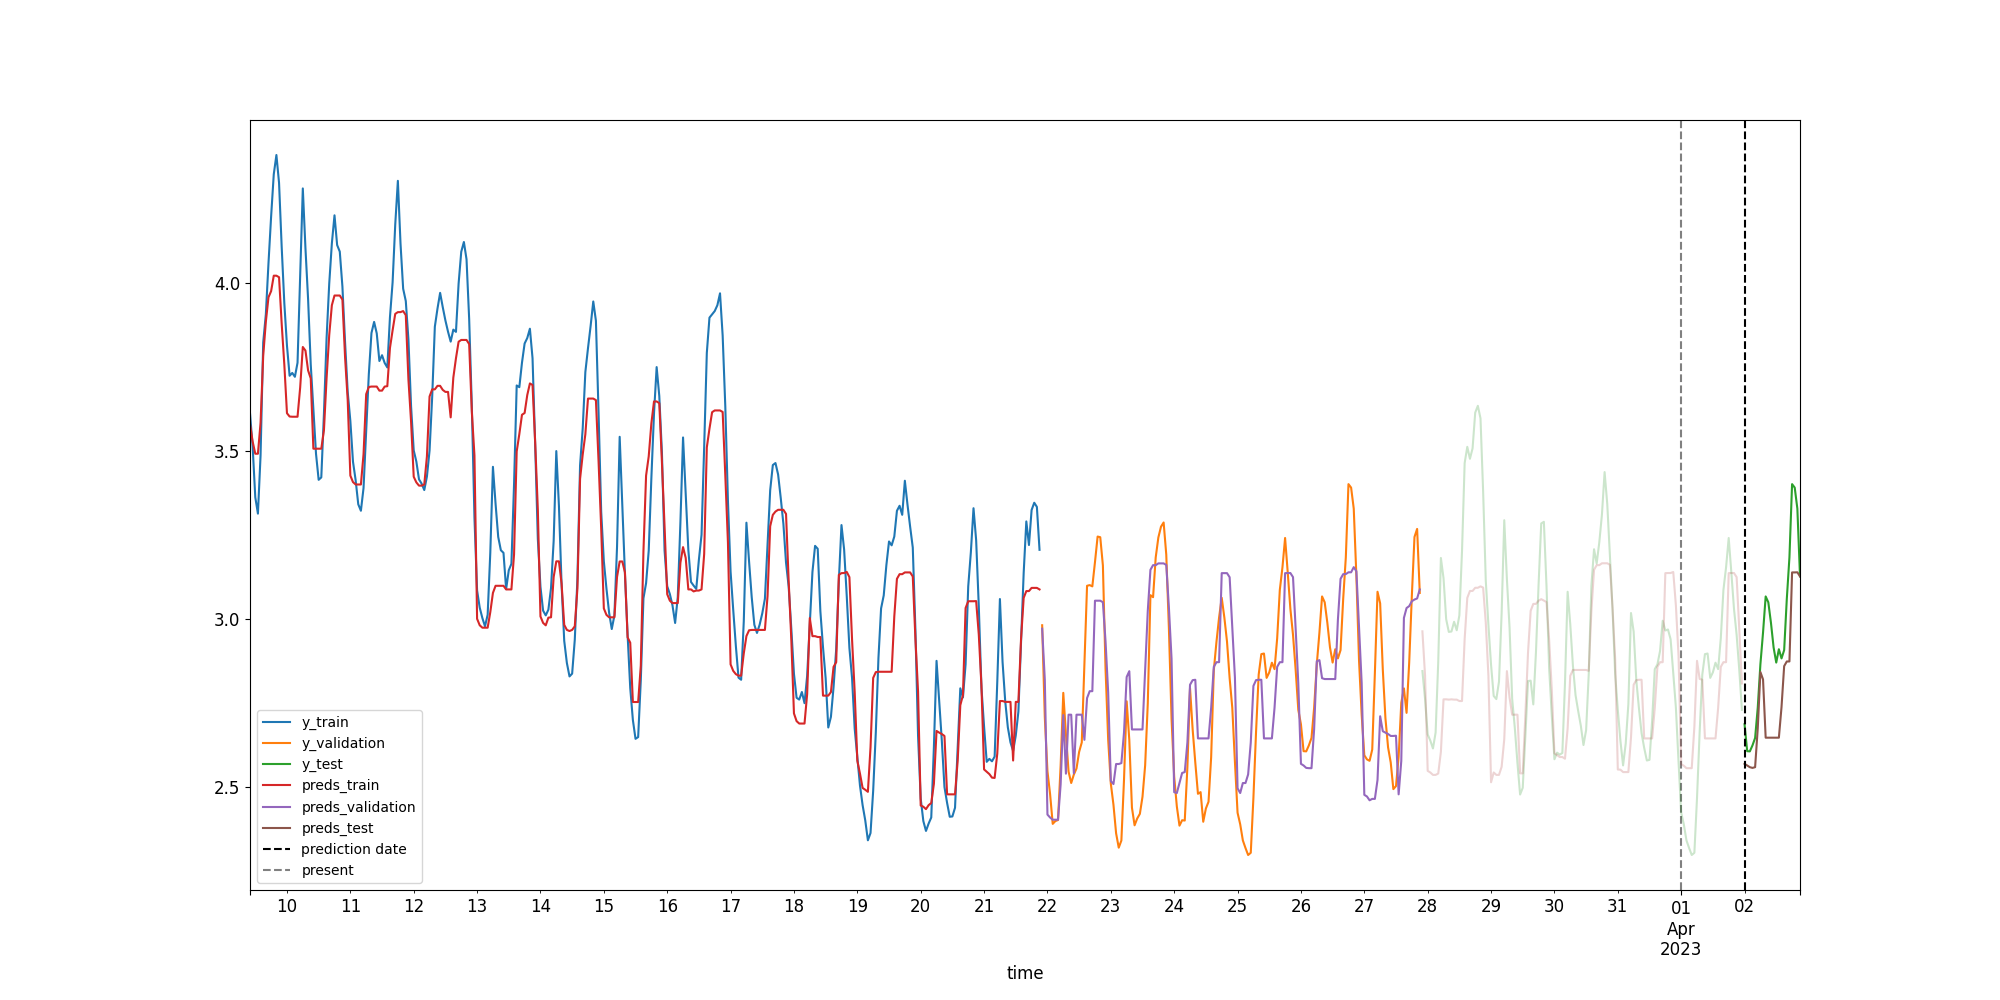 4.0
3.5
3.0
2.5
y_train
y_validation
y_test
preds_train
preds_validation
preds_test
prediction date
present
10 11 12 13 14 15 16 17 18 19 20 21 22 23 24 25 26 27 28 29 30 31 01 02
Apr
2023
time